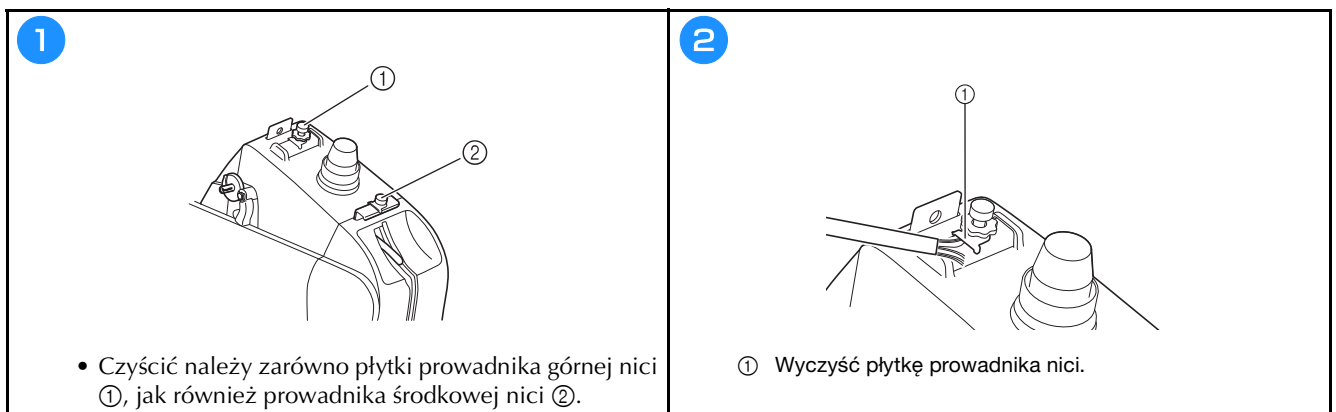 1
①
②
• Czyścić należy zarówno płytki prowadnika górnej nici
①, jak również prowadnika środkowej nici ②.
2
①
① Wyczyść płytkę prowadnika nici.